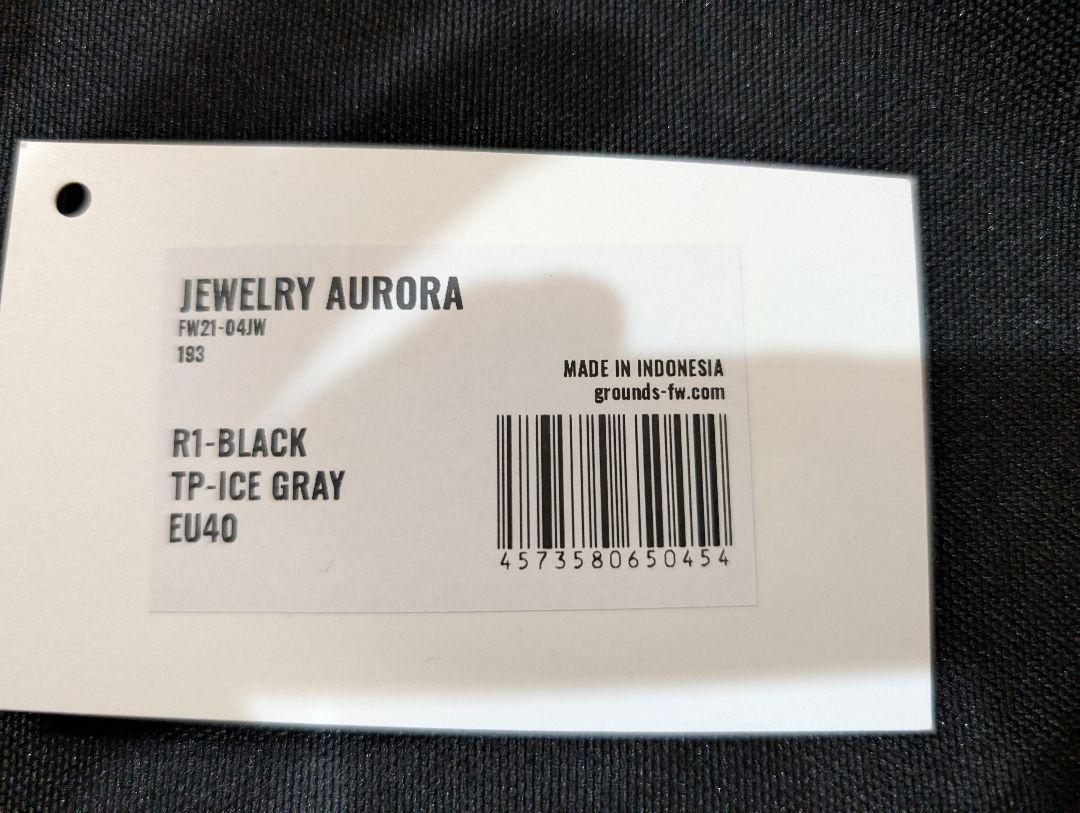 JEWELRY AURORA
FW21-04JW
193
MADE IN INDONESIA
grounds-fw.com
R1-BLACK
TP-ICE GRAY
EU40
4573580650454